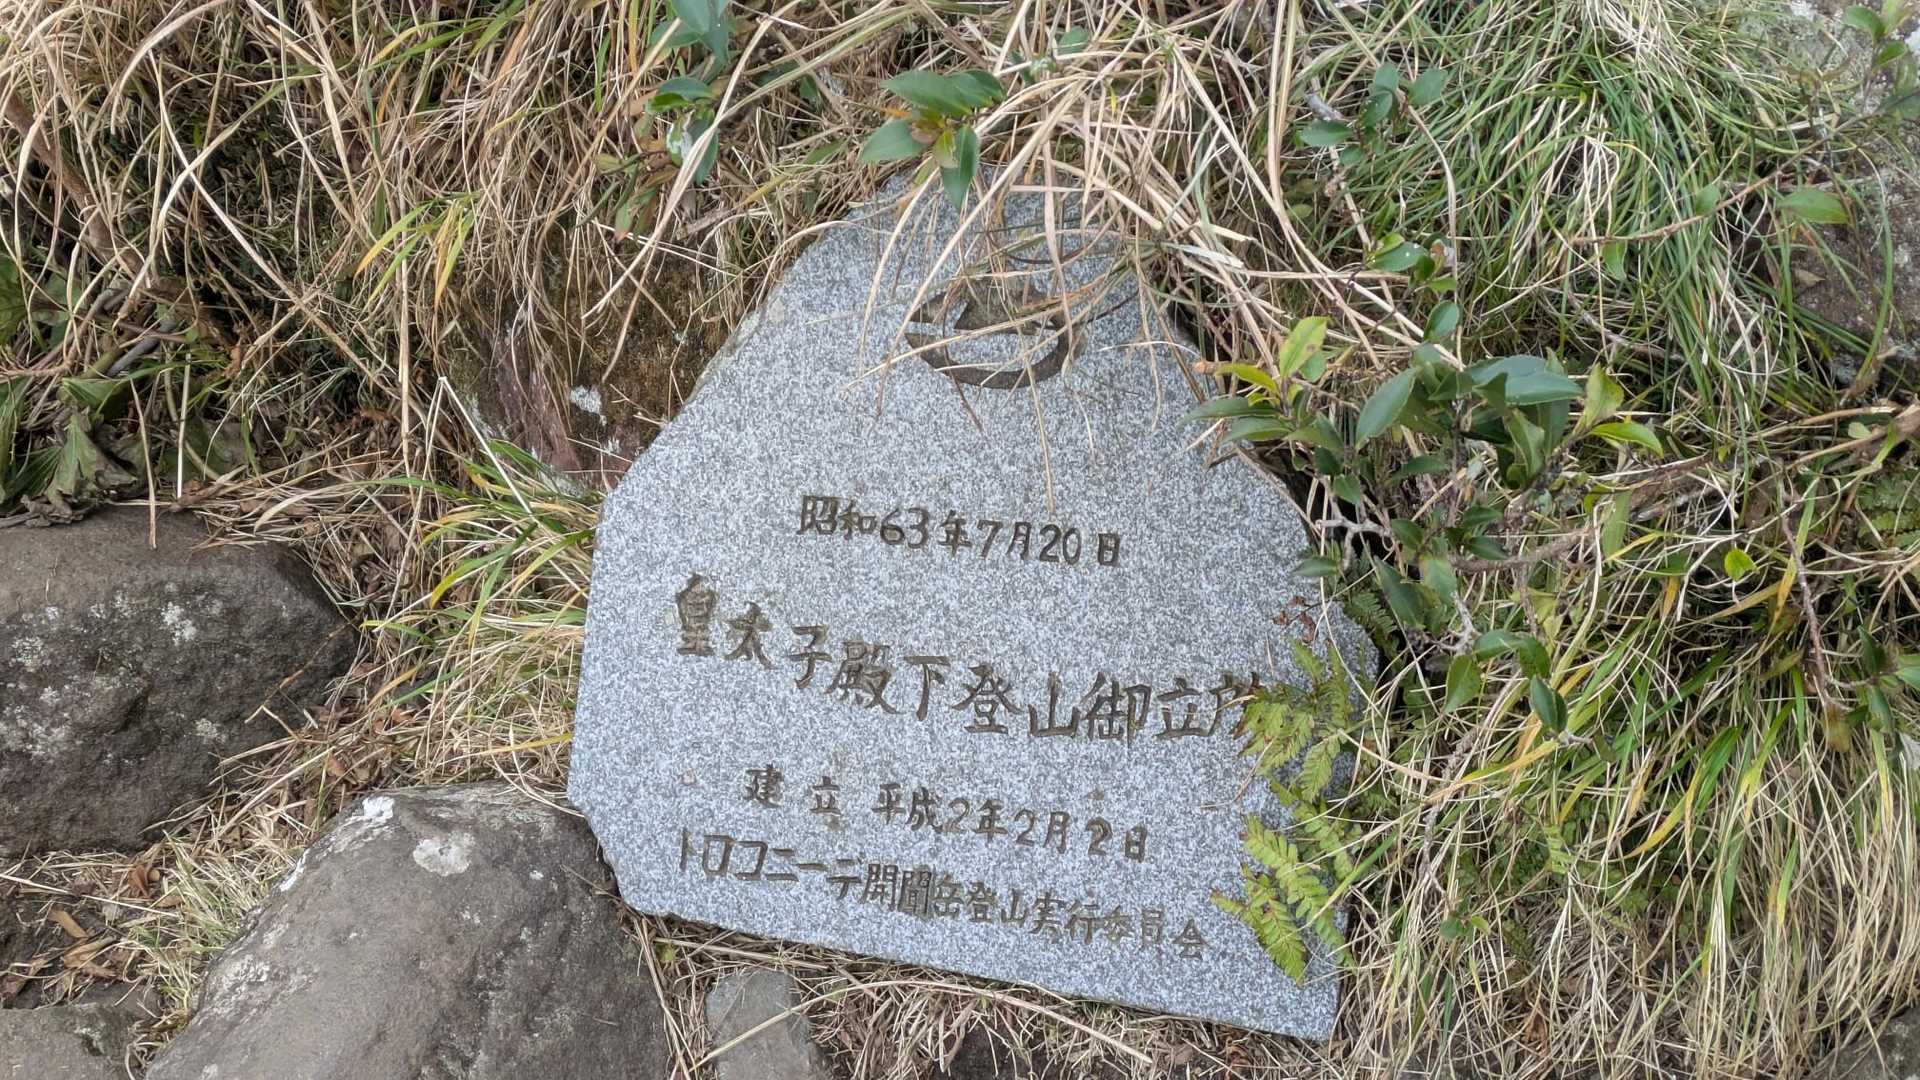 昭和63年7月20日
皇太子殿下登山御立所
建立 平成2年2月2日
トロコニーデ開聞岳登山実行委員会